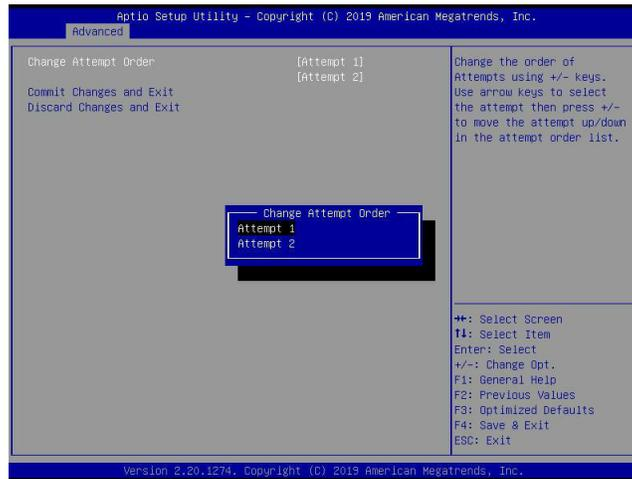 Aptio Setup Utility – Copyright (C) 2019 American Megatrends, Inc.
Advanced
Change Attempt Order [Attempt 1]
[Attempt 2]
Commit Changes and Exit
Discard Changes and Exit
Change the order of
Attempts using +/- keys.
Use arrow keys to select
the attempt then press +/-
to move the attempt up/down
in the attempt order list.
Change Attempt Order
Attempt 1
Attempt 2
→←: Select Screen
↑↓: Select Item
Enter: Select
+/-: Change Opt.
F1: General Help
F2: Previous Values
F3: Optimized Defaults
F4: Save & Exit
ESC: Exit
Version 2.20.1274. Copyright (C) 2019 American Megatrends, Inc.